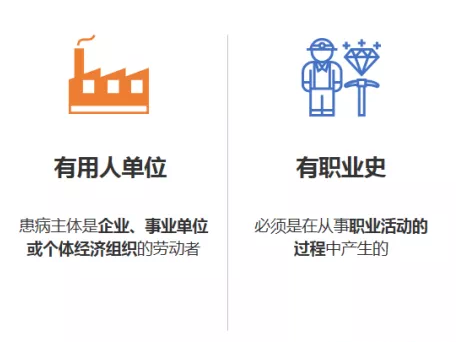 有用人单位
患病主体是企业、事业单位
或个体经济组织的劳动者
有职业史
必须是在从事职业活动的
过程中产生的